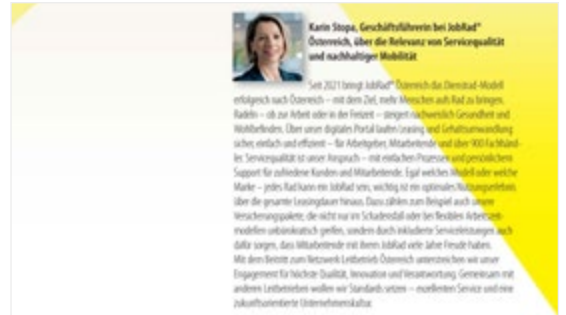 Karin Stopa, Geschäftsführerin bei JobRad®
Österreich, über die Relevanz von Servicequalität
und nachhaltiger Mobilität
Seit 2021 bringt JobRad® Österreich das Dienstrad-Modell
erfolgreich nach Österreich – mit dem Ziel, mehr Menschen aufs Rad zu bringen.
Radeln – ob zur Arbeit oder in der Freizeit – steigert nachweislich Gesundheit und
Wohlbefinden. Über unser digitales Portal laufen Leasing und Gehaltsumwandlung
sicher, einfach und effizient – für Arbeitgeber, Mitarbeitende und über 900 Fachhänd-
ler. Servicequalität ist unser Anspruch – mit einfachen Prozessen und persönlichem
Support für zufriedene Kunden und Mitarbeitende. Egal welches Modell oder welche
Marke – jedes Rad kann ein JobRad sein, wichtig ist ein optimales Nutzungserlebnis
über die gesamte Leasingdauer hinaus. Dazu zählen zum Beispiel auch unsere
Versicherungspakete, die nicht nur im Schadensfall oder bei flexiblen Arbeitszeit-
modellen unbürokratisch greifen, sondern durch inkludierte Serviceleistungen auch
dafür sorgen, dass Mitarbeitende mit ihrem JobRad viele Jahre Freude haben.
Mit dem Beitritt zum Netzwerk Leitbetrieb Österreich unterstreichen wir unser
Engagement für höchste Qualität, Innovation und Verantwortung. Gemeinsam mit
anderen Leitbetrieben wollen wir Standards setzen – exzellenten Service und eine
zukunftsorientierte Unternehmenskultur.